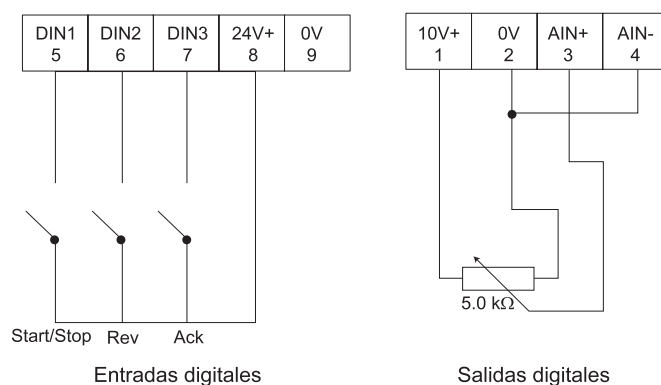 DIN1 DIN2 DIN3 24V+ 0V
5 6 7 8 9
10V+ 0V AIN+ AIN-
1 2 3 4
5.0 kΩ
Start/Stop Rev Ack
Entradas digitales
Salidas digitales